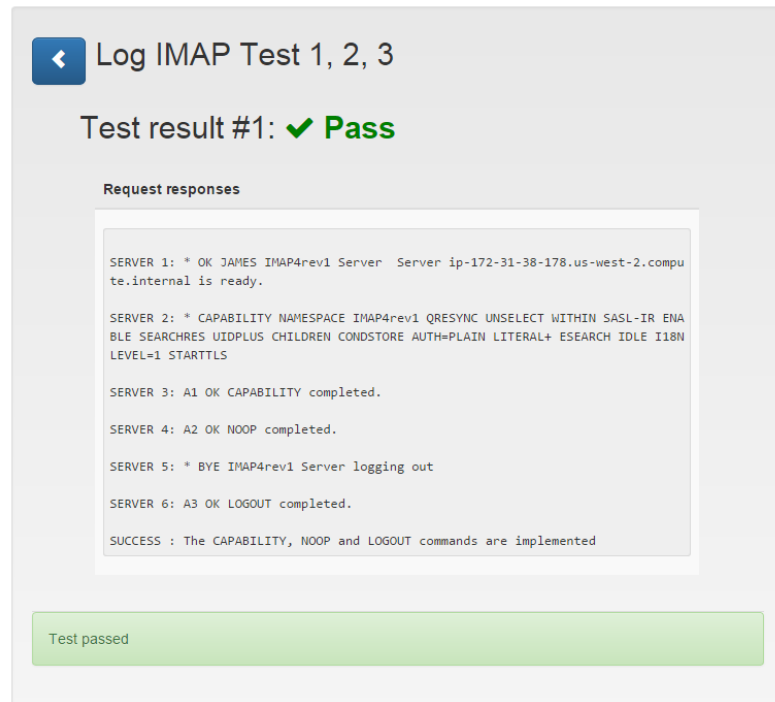 Log IMAP Test 1, 2, 3
Test result #1: ✔ Pass
Request responses
SERVER 1: * OK JAMES IMAP4rev1 Server  Server ip-172-31-38-178.us-west-2.compu
te.internal is ready.
SERVER 2: * CAPABILITY NAMESPACE IMAP4rev1 QRESYNC UNSELECT WITHIN SASL-IR ENA
BLE SEARCHRES UIDPLUS CHILDREN CONDSTORE AUTH=PLAIN LITERAL+ ESEARCH IDLE I18N
LEVEL=1 STARTTLS
SERVER 3: A1 OK CAPABILITY completed.
SERVER 4: A2 OK NOOP completed.
SERVER 5: * BYE IMAP4rev1 Server logging out
SERVER 6: A3 OK LOGOUT completed.
SUCCESS : The CAPABILITY, NOOP and LOGOUT commands are implemented
Test passed